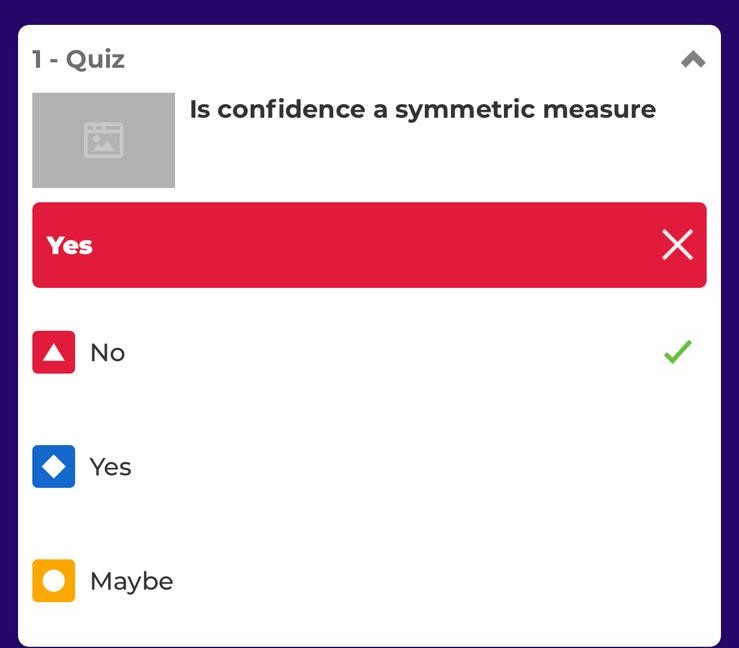 1 - Quiz
Is confidence a symmetric measure
Yes
No
Yes
Maybe